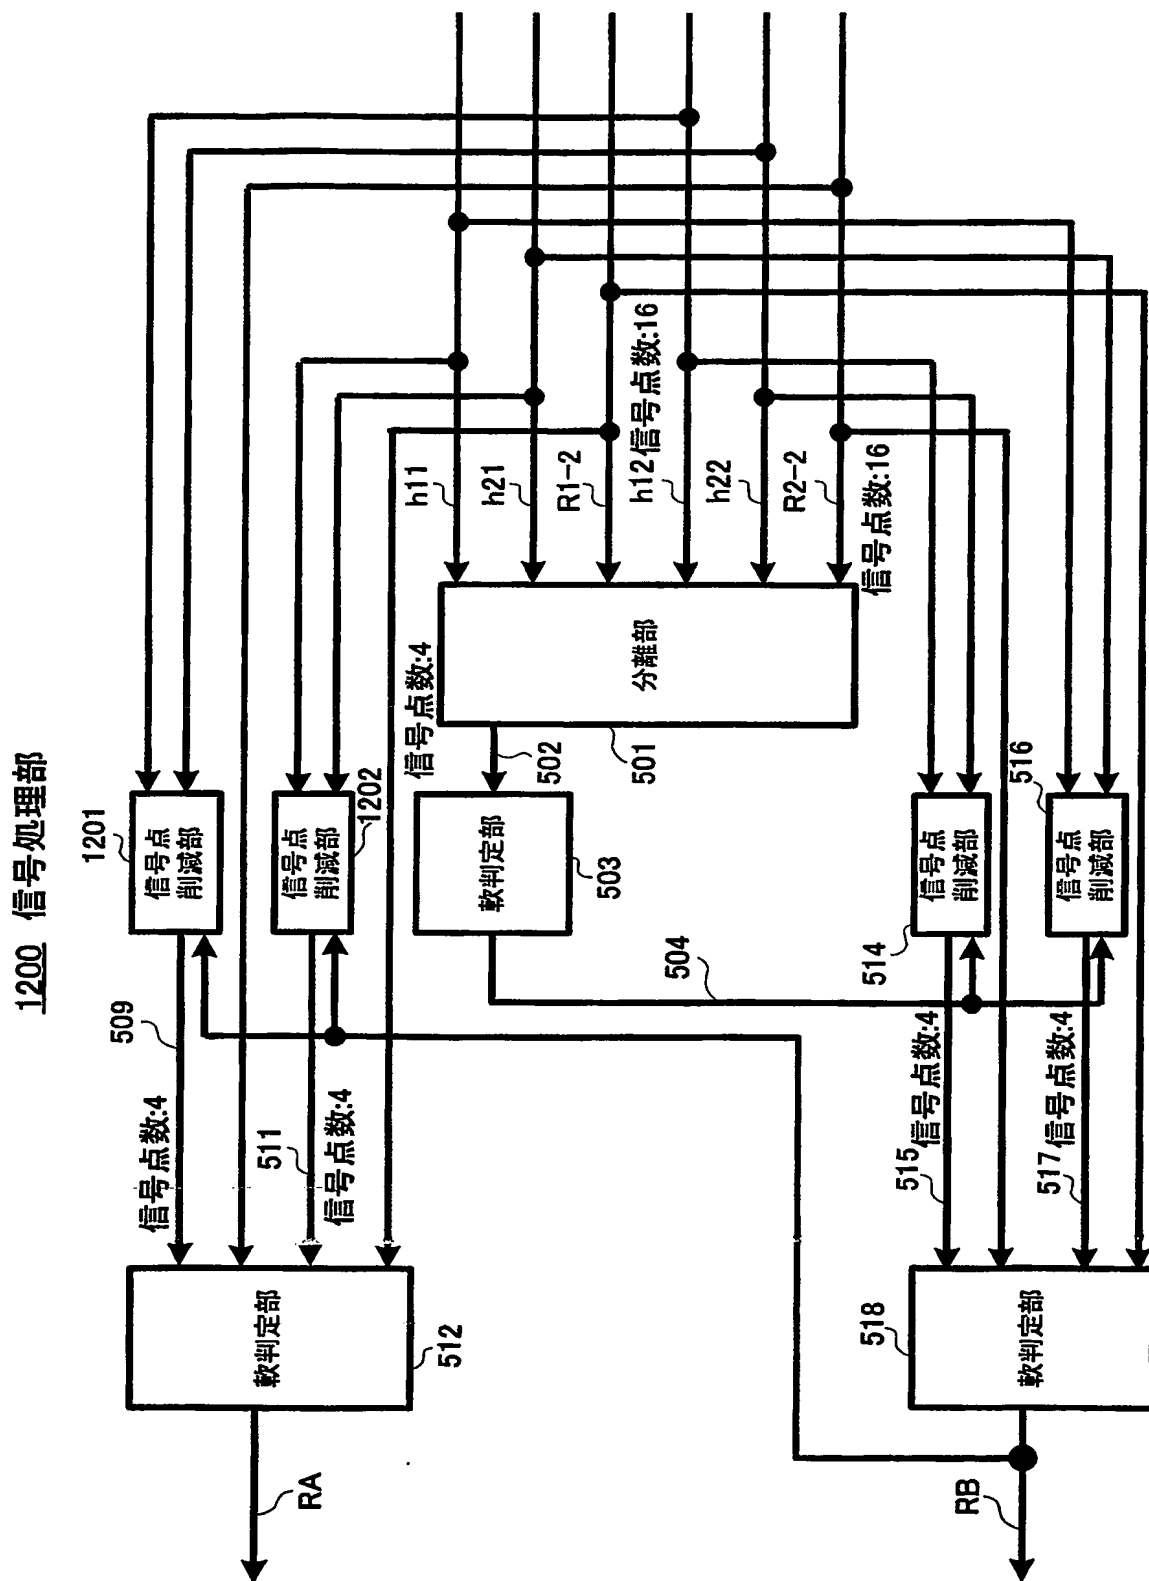 1200 信号処理部
1201
信号点
削減部
509
信号点数:4
1202
信号点
削減部
511
信号点数:4
軟判定部
512
RA
h11
h21
R1-2
h12
信号点数:16
h22
R2-2
信号点数:16
分離部
501
信号点数:4
502
軟判定部
503
504
信号点
削減部
514
515
信号点数:4
516
信号点
削減部
517
信号点数:4
軟判定部
518
RB